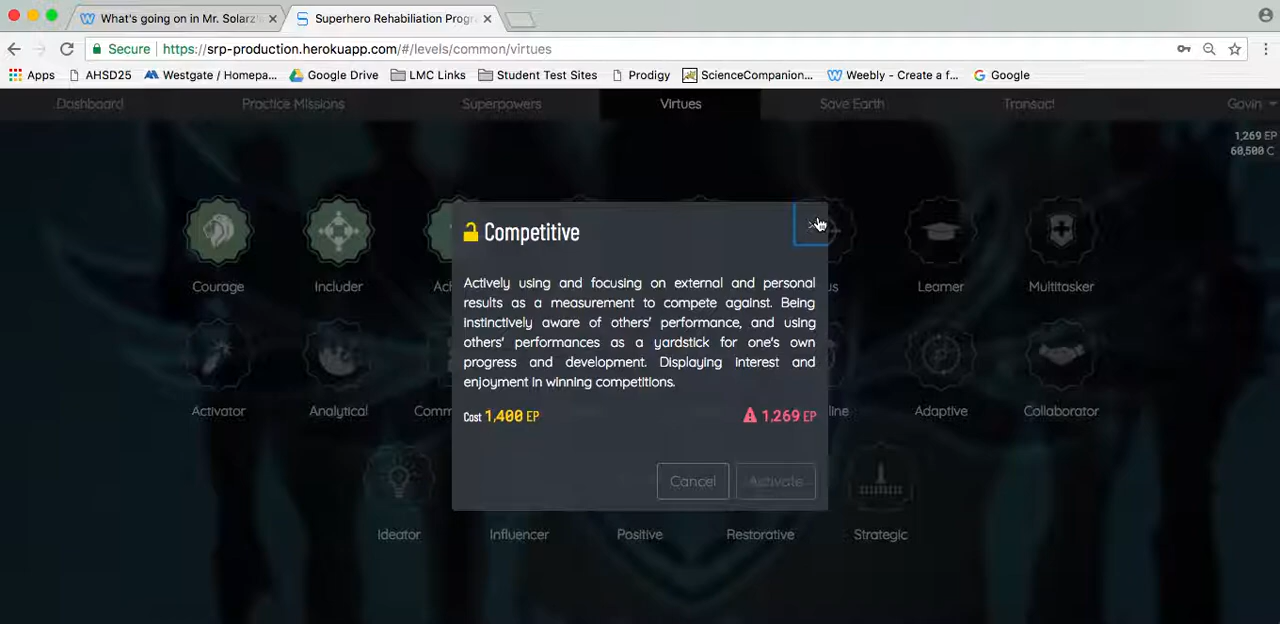 What's going on in Mr. Solarz'
Superhero Rehabiliation Progr
Secure https://srp-production.herokuapp.com/#/levels/common/virtues
Apps AHSD25 Westgate / Homepa... Google Drive LMC Links Student Test Sites Prodigy ScienceCompanion... Weebly - Create a f... Google
Dashboard Practice Missions Superpowers Virtues Save Earth Transact Gavin
1,269 EP
60,500 C
Competitive
Actively using and focusing on external and personal
results as a measurement to compete against. Being
instinctively aware of others' performance, and using
others' performances as a yardstick for one's own
progress and development. Displaying interest and
enjoyment in winning competitions.
Cost 1,400 EP 1,269 EP
Cancel Activate
Courage Includer Learner Multitasker
Activator Analytical Adaptive Collaborator
Ideator Influencer Positive Restorative Strategic